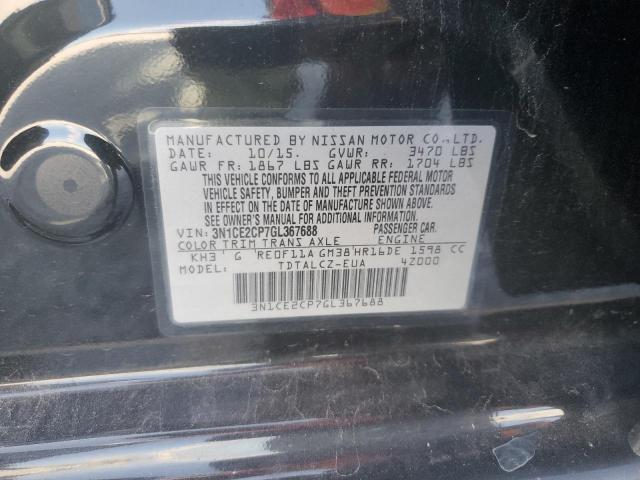 MANUFACTURED BY NISSAN MOTOR CO.,LTD.
DATE: 10/15. GVWR: 3470 LBS
GAWR FR: 1867 LBS GAWR RR: 1704 LBS
THIS VEHICLE CONFORMS TO ALL APPLICABLE FEDERAL MOTOR
VEHICLE SAFETY, BUMPER AND THEFT PREVENTION STANDARDS
IN EFFECT ON THE DATE OF MANUFACTURE SHOWN ABOVE.
SEE OWNER'S MANUAL FOR ADDITIONAL INFORMATION.
VIN: 3N1CE2CP7GL367688 PASSENGER CAR.
COLOR TRIM TRANS AXLE ENGINE
KH3 G RE0F11A GM38 HR16DE 1598 CC
MODEL: TDTALCZ-EUA 42000
3N1CE2CP7GL367688